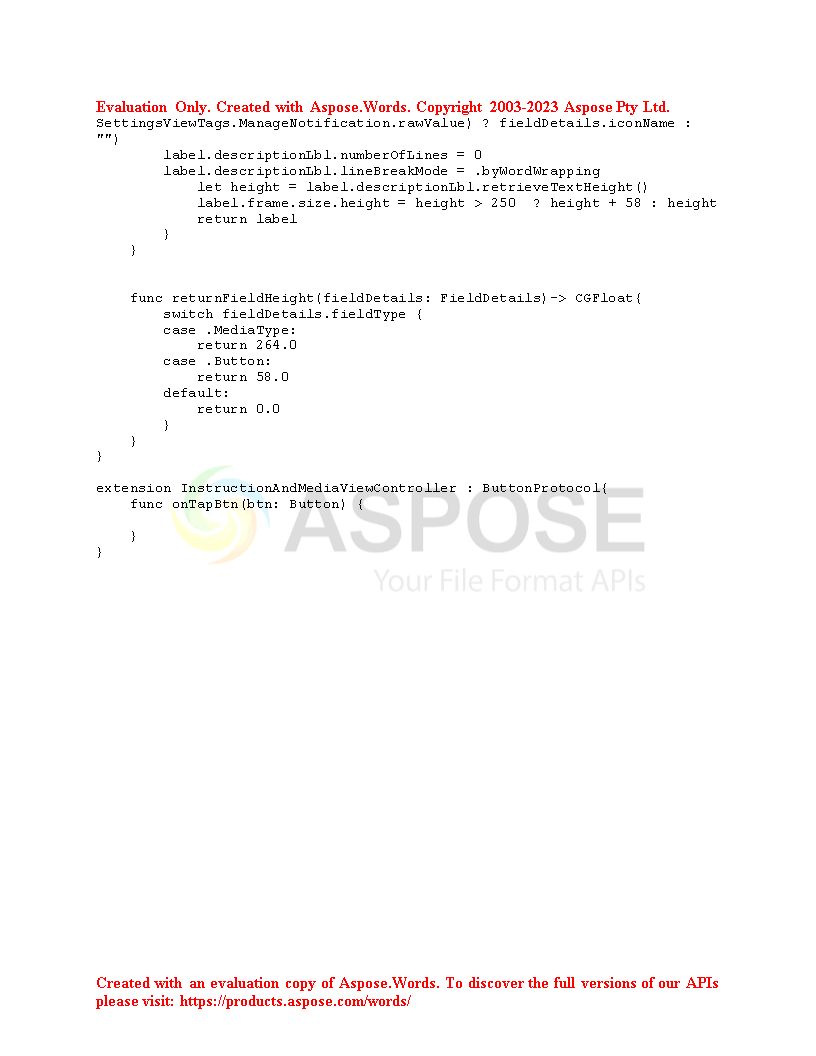 Evaluation Only. Created with Aspose.Words. Copyright 2003-2023 Aspose Pty Ltd.
SettingsViewTags.ManageNotification.rawValue) ? fieldDetails.iconName :
"")
        label.descriptionLbl.numberOfLines = 0
        label.descriptionLbl.lineBreakMode = .byWordWrapping
            let height = label.descriptionLbl.retrieveTextHeight()
            label.frame.size.height = height > 250  ? height + 58 : height
            return label
        }
    }
    func returnFieldHeight(fieldDetails: FieldDetails)-> CGFloat{
        switch fieldDetails.fieldType {
        case .MediaType:
            return 264.0
        case .Button:
            return 58.0
        default:
            return 0.0
        }
    }
}
extension InstructionAndMediaViewController : ButtonProtocol{
    func onTapBtn(btn: Button) {
    }
}
ASPOSE
Your File Format APIs
Created with an evaluation copy of Aspose.Words. To discover the full versions of our APIs
please visit: https://products.aspose.com/words/